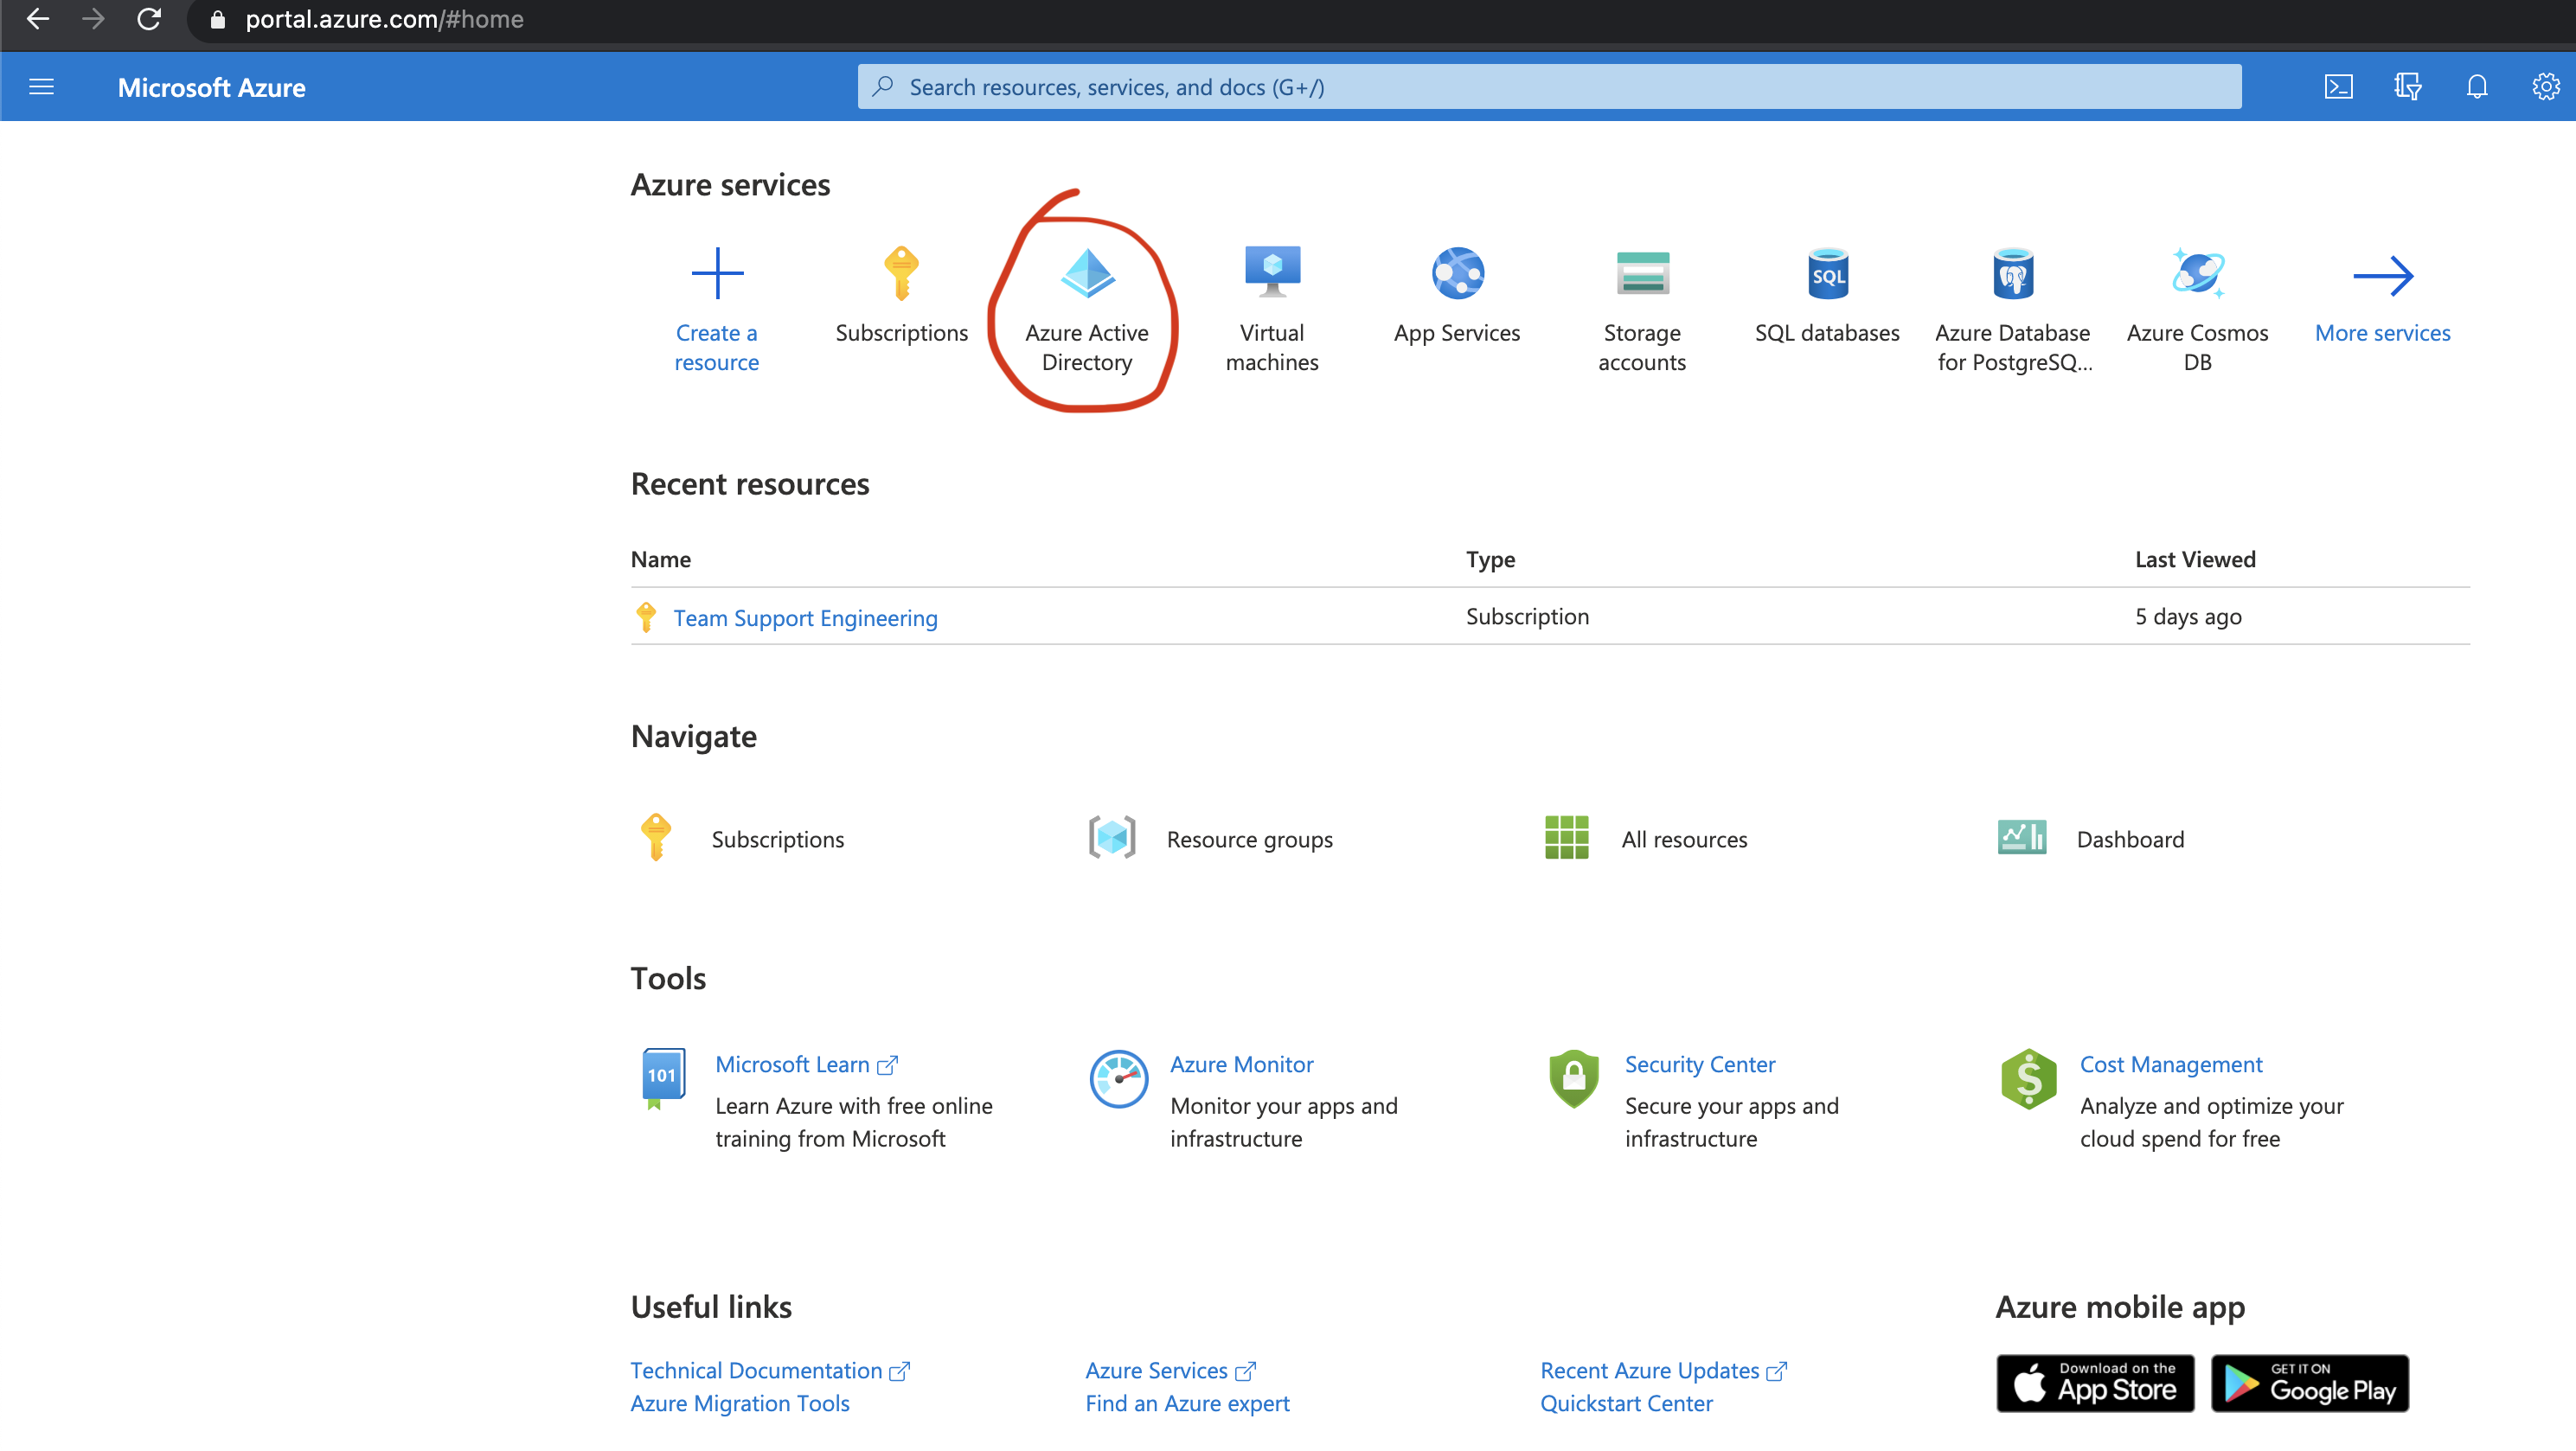 portal.azure.com/#home
Microsoft Azure
Search resources, services, and docs (G+/)
Azure services
Create a
resource
Subscriptions
Azure Active
Directory
Virtual
machines
App Services
Storage
accounts
SQL
SQL databases
Azure Database
for PostgreSQ...
Azure Cosmos
DB
More services
Recent resources
Name Type Last Viewed
Team Support Engineering Subscription 5 days ago
Navigate
Subscriptions Resource groups All resources Dashboard
Tools
101
Microsoft Learn
Learn Azure with free online
training from Microsoft
Azure Monitor
Monitor your apps and
infrastructure
Security Center
Secure your apps and
infrastructure
$
Cost Management
Analyze and optimize your
cloud spend for free
Useful links
Technical Documentation
Azure Migration Tools
Azure Services
Find an Azure expert
Recent Azure Updates
Quickstart Center
Azure mobile app
Download on the
App Store
GET IT ON
Google Play